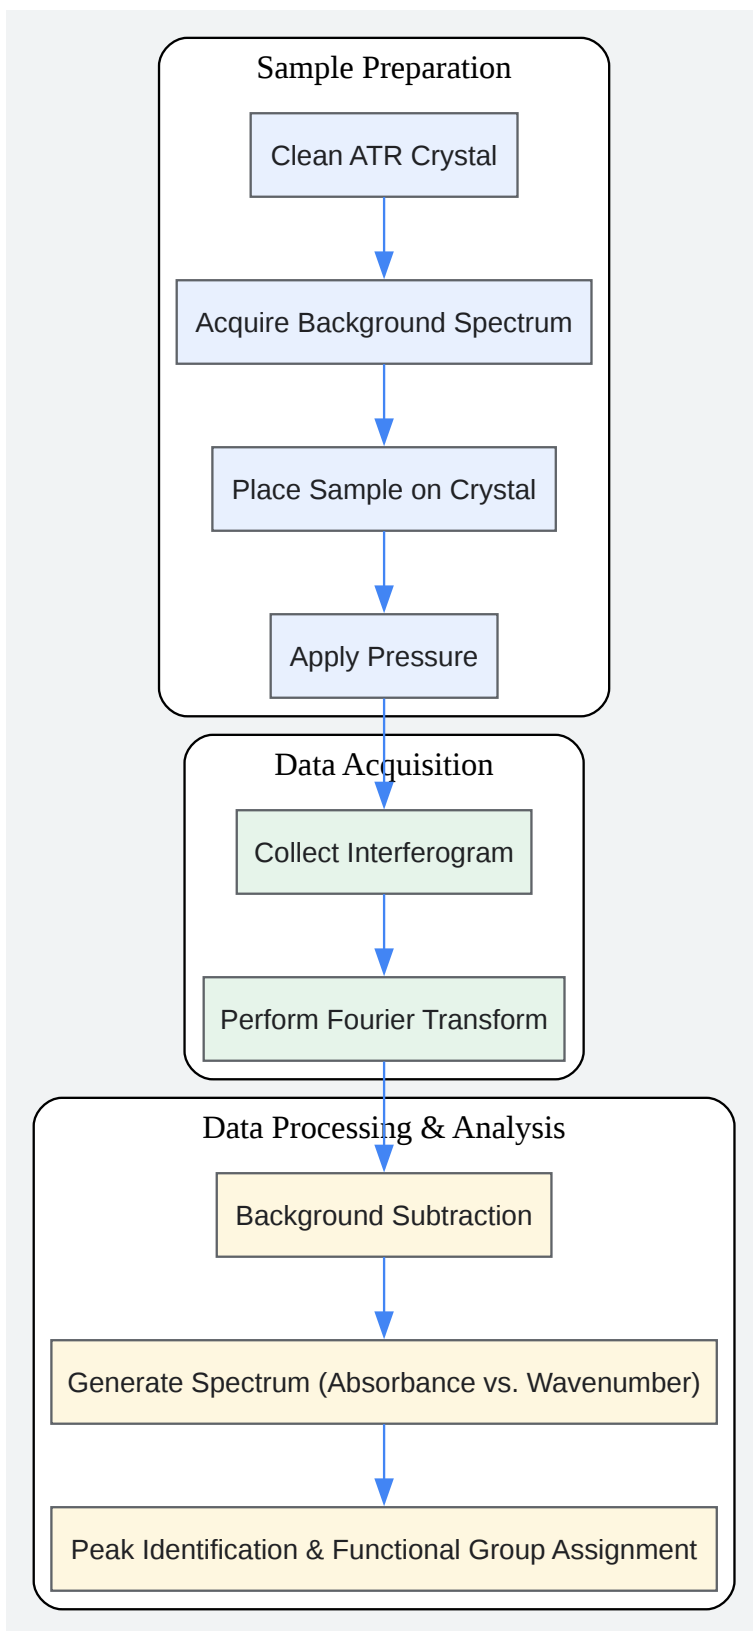 Sample Preparation
Clean ATR Crystal
Acquire Background Spectrum
Place Sample on Crystal
Apply Pressure
Data Acquisition
Collect Interferogram
Perform Fourier Transform
Data Processing & Analysis
Background Subtraction
Generate Spectrum (Absorbance vs. Wavenumber)
Peak Identification & Functional Group Assignment